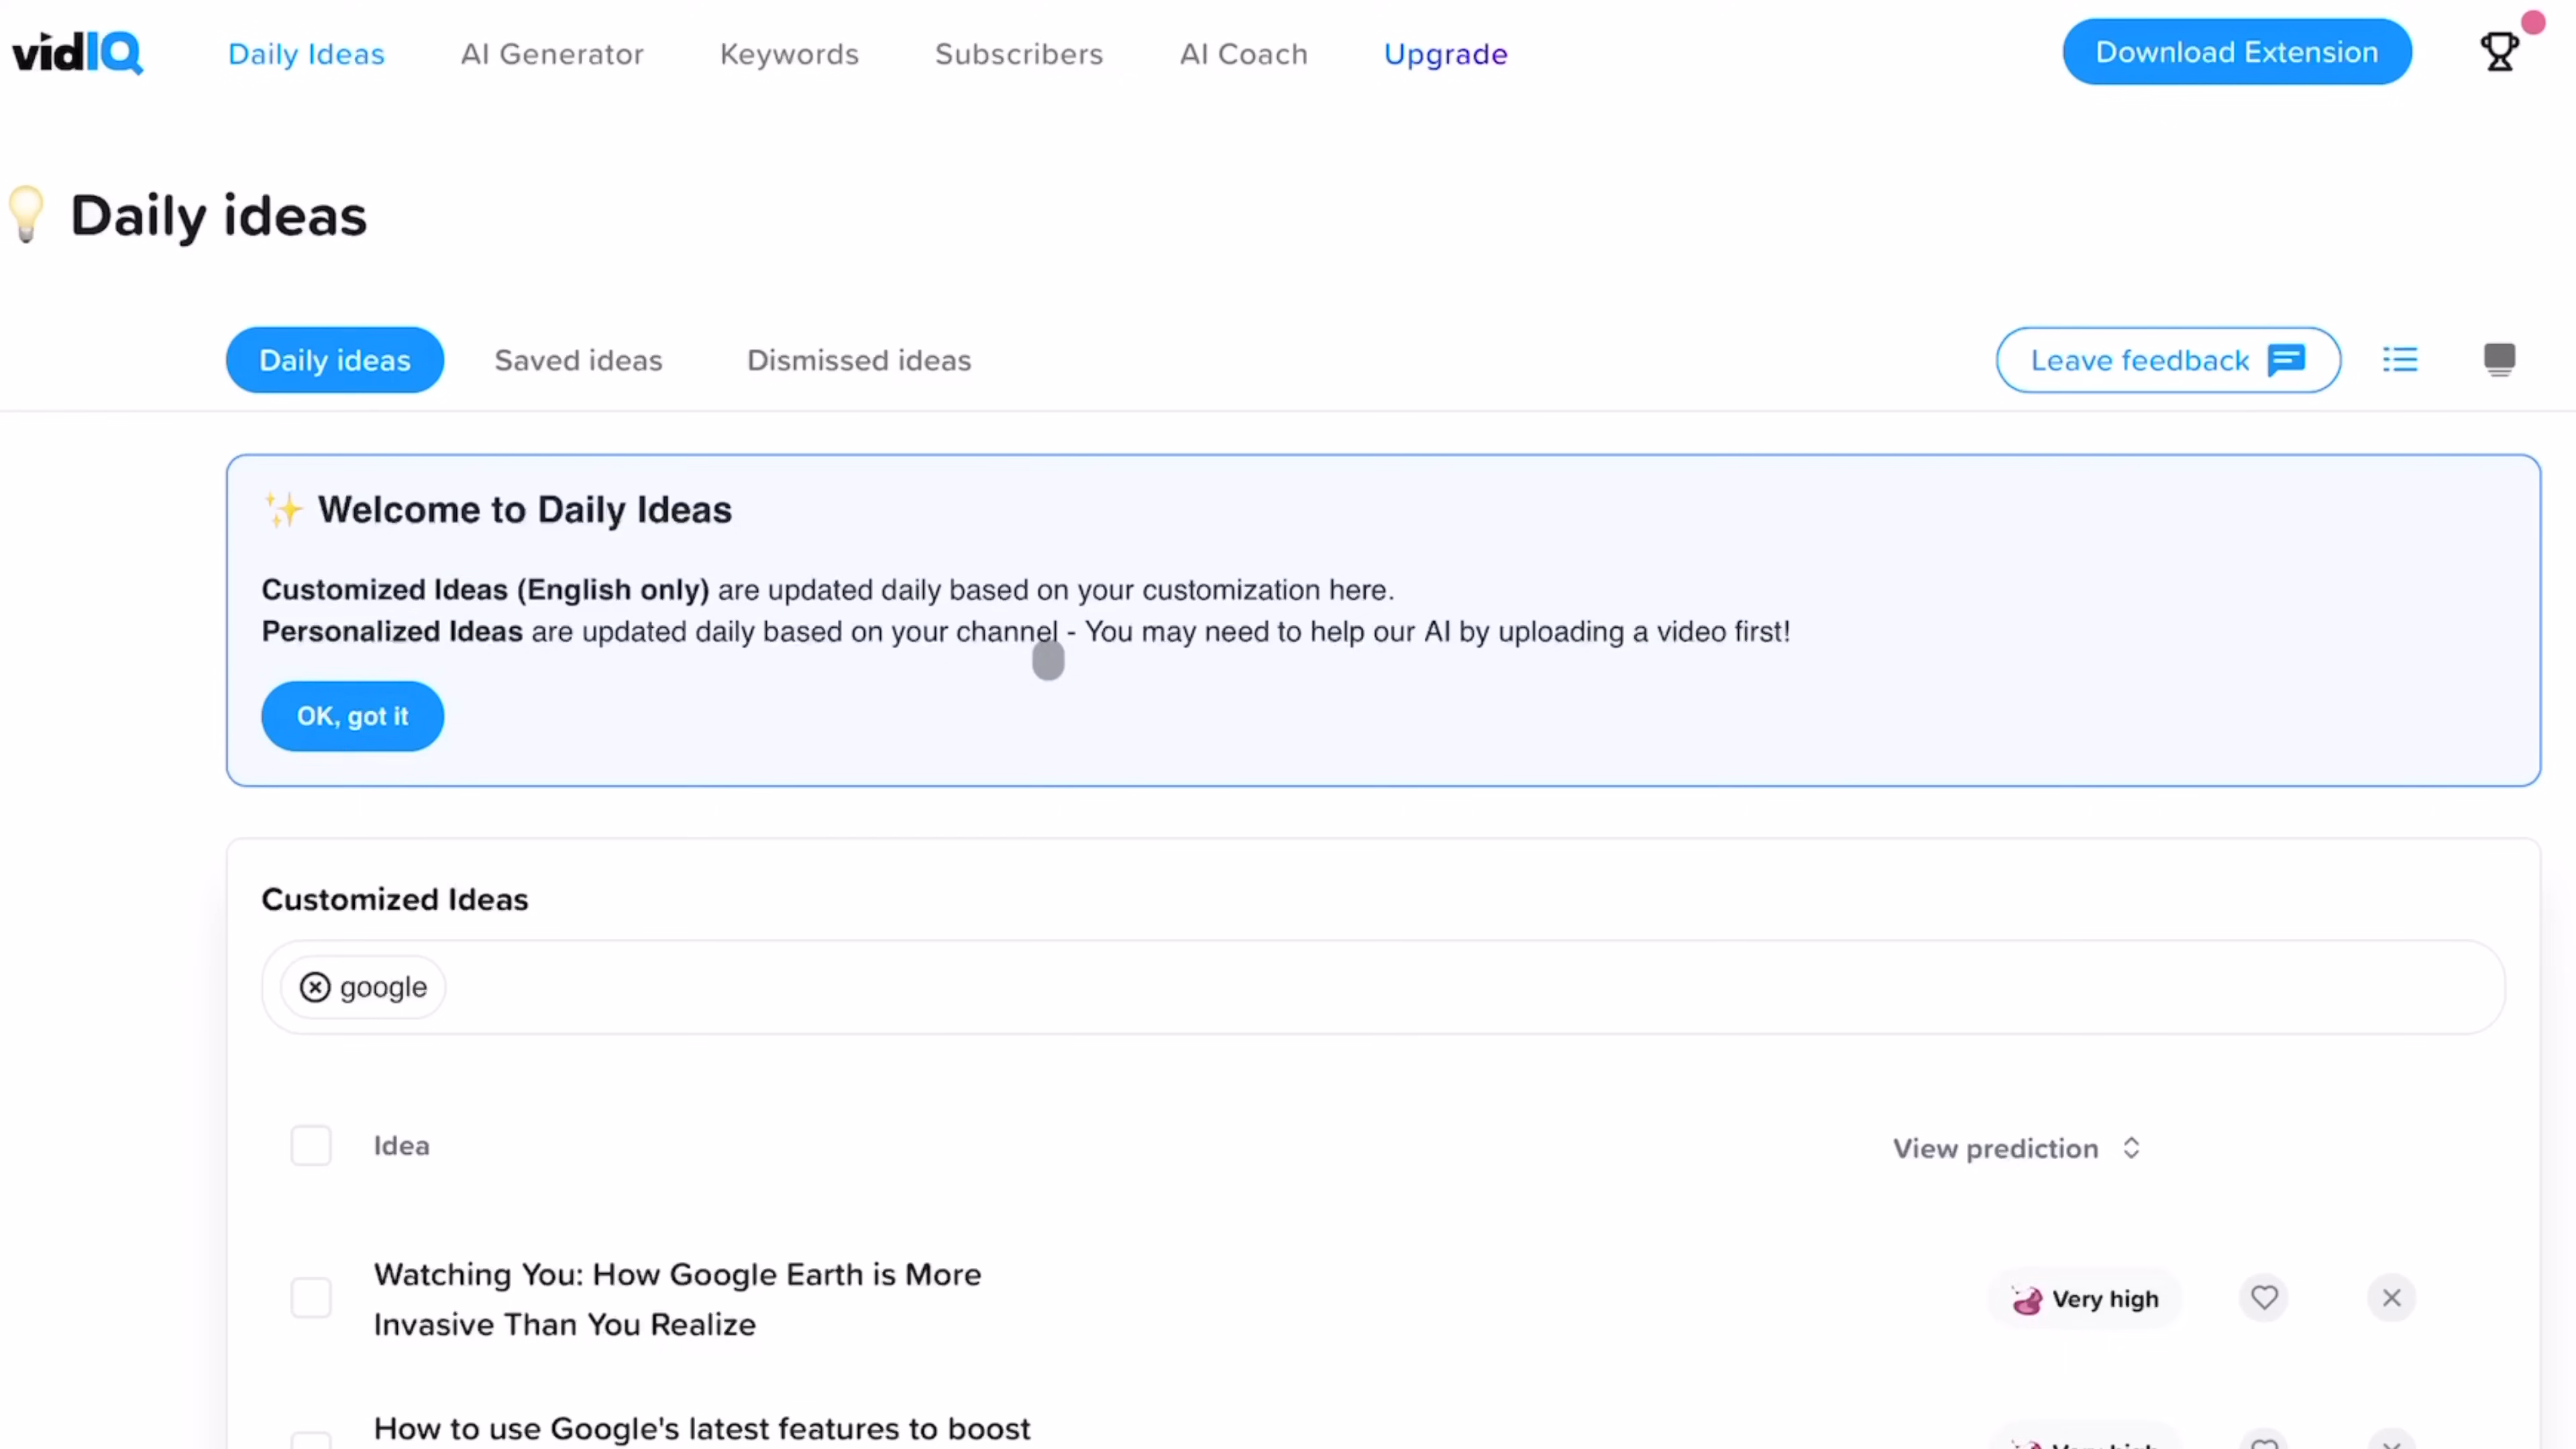 vidIQ
Daily Ideas
AI Generator
Keywords
Subscribers
AI Coach
Upgrade
Download Extension
Daily ideas
Daily ideas
Saved ideas
Dismissed ideas
Leave feedback
Welcome to Daily Ideas
Customized Ideas (English only) are updated daily based on your customization here.
Personalized Ideas are updated daily based on your channel - You may need to help our AI by uploading a video first!
OK, got it
Customized Ideas
google
Idea
View prediction
Watching You: How Google Earth is More
Invasive Than You Realize
Very high
How to use Google's latest features to boost